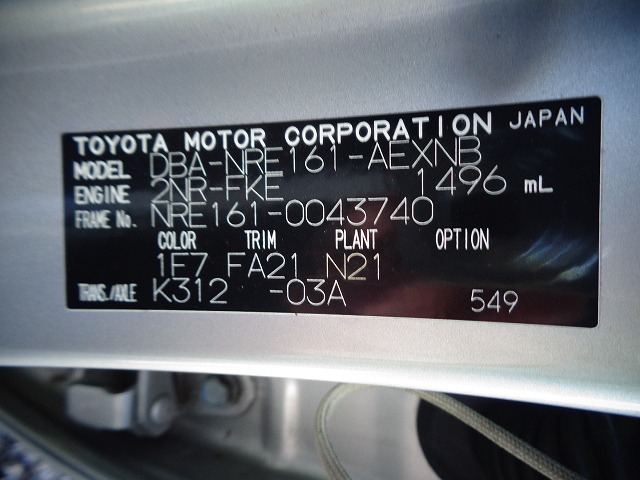 TOYOTA MOTOR CORPORATION JAPAN
MODEL DBA-NRE161-AEXNB
ENGINE 2NR-FKE 1496 mL
FRAME No. NRE161-0043740
COLOR TRIM PLANT OPTION
1F7 FA21 N21
TRANS./AXLE K312 -03A 549